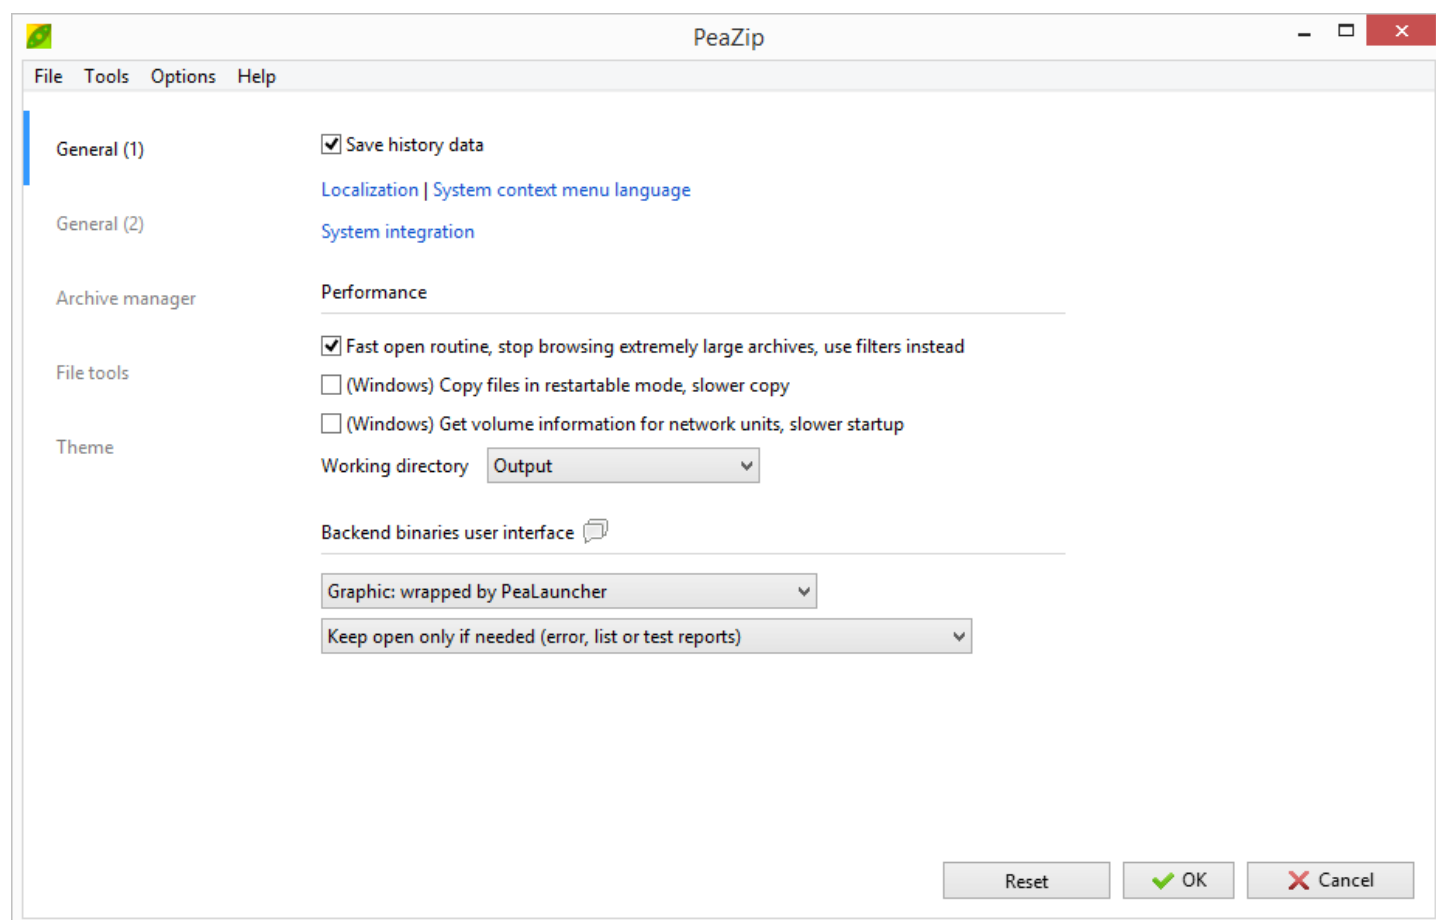 PeaZip
File Tools Options Help
General (1)
General (2)
Archive manager
File tools
Theme
Save history data
Localization | System context menu language
System integration
Performance
Fast open routine, stop browsing extremely large archives, use filters instead
(Windows) Copy files in restartable mode, slower copy
(Windows) Get volume information for network units, slower startup
Working directory Output
Backend binaries user interface
Graphic: wrapped by PeaLauncher
Keep open only if needed (error, list or test reports)
Reset OK Cancel